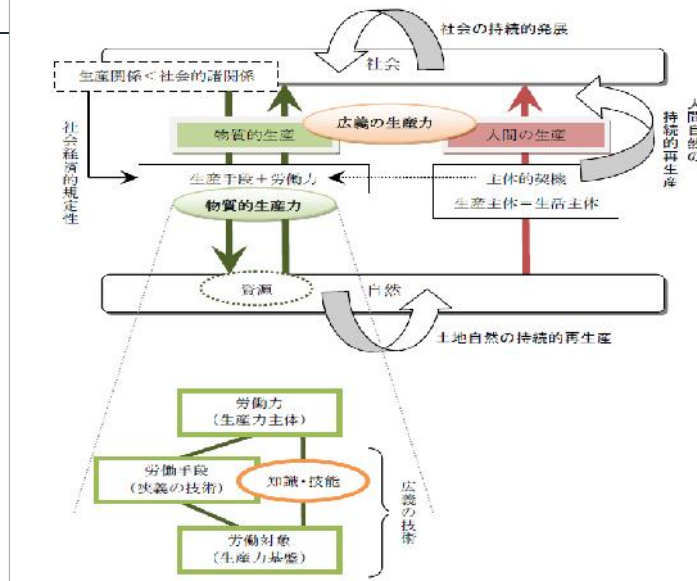 社会の持続的発展
社会
生産関係<社会的諸関係
広義の生産力
物質的生産
人間の生産
社会経済的規定性
人間自然の
持続的再生産
生産手段+労働力
主体的契機
物質的生産力
生産主体=生活主体
資源
自然
土地自然の持続的再生産
労働力
(生産力主体)
労働手段
(狭義の技術)
知識・技能
労働対象
(生産力基盤)
広義の技術